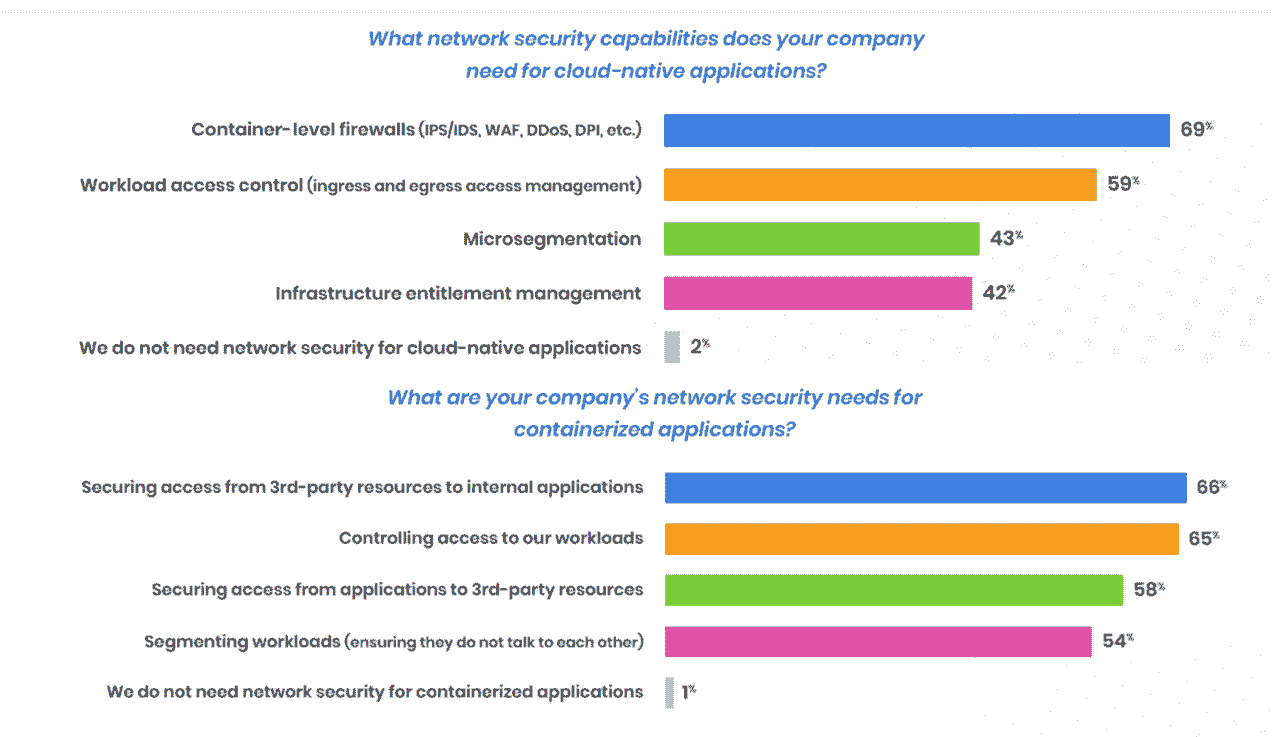 What network security capabilities does your company
need for cloud-native applications?
Container-level firewalls (IPS/IDS, WAF, DDoS, DPI, etc.) 69%
Workload access control (ingress and egress access management) 59%
Microsegmentation 43%
Infrastructure entitlement management 42%
We do not need network security for cloud-native applications 2%
What are your company's network security needs for
containerized applications?
Securing access from 3rd-party resources to internal applications 66%
Controlling access to our workloads 65%
Securing access from applications to 3rd-party resources 58%
Segmenting workloads (ensuring they do not talk to each other) 54%
We do not need network security for containerized applications 1%